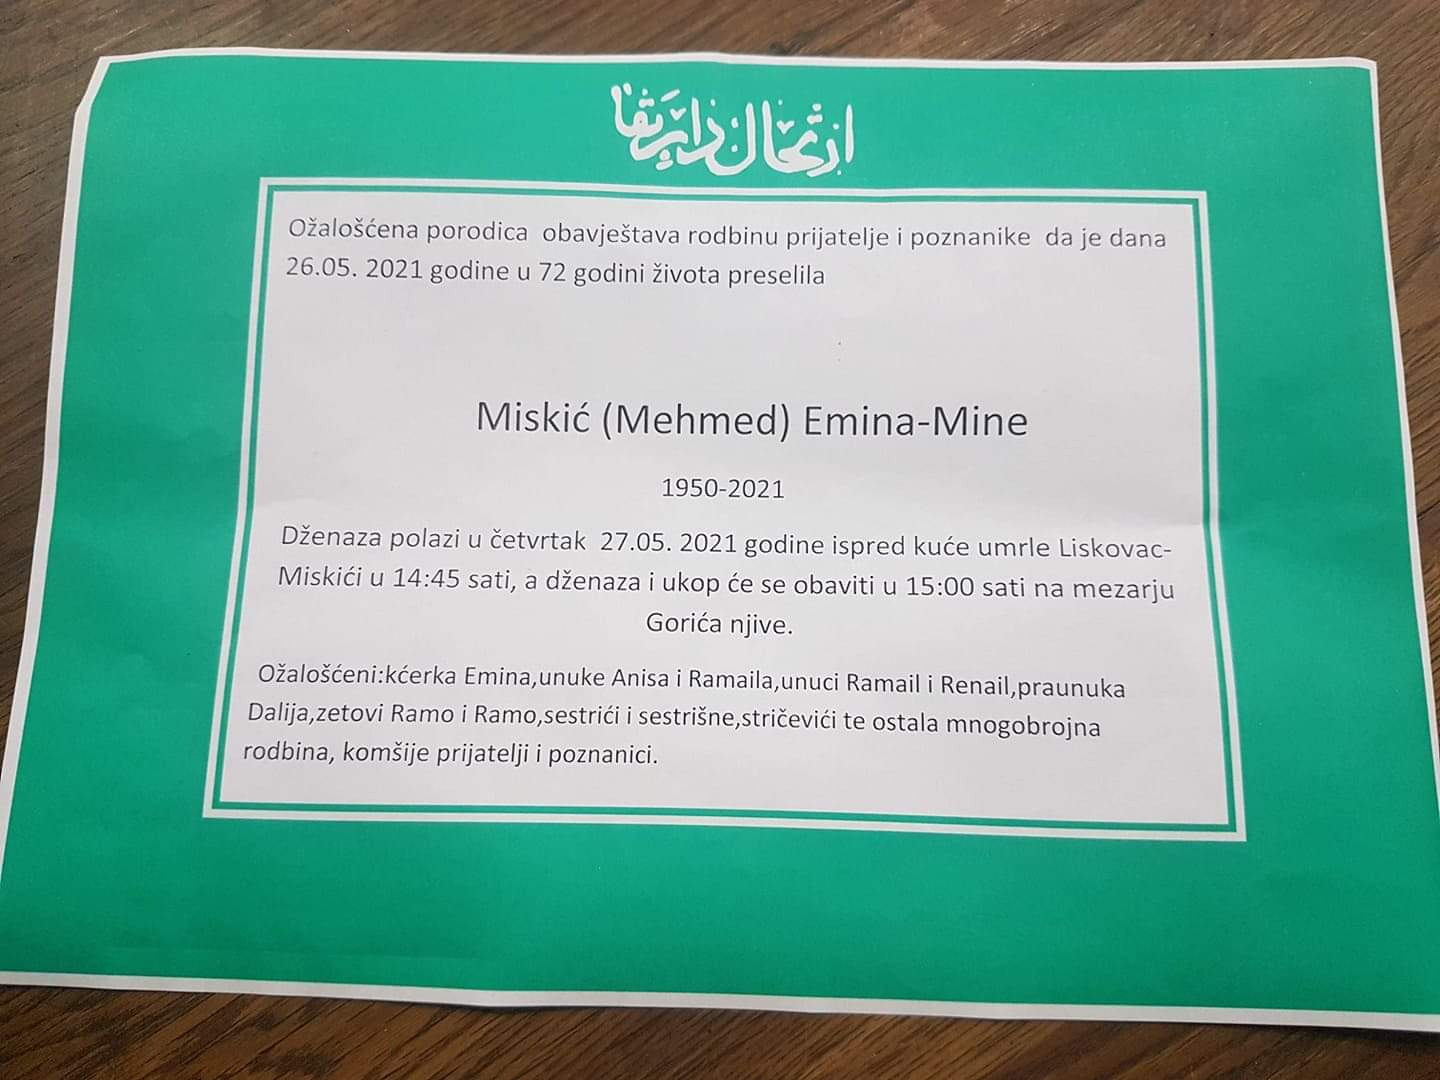 ارتحال دار بقا
Ožalošćena porodica obavještava rodbinu prijatelje i poznanike da je dana
26.05. 2021 godine u 72 godini života preselila
Miskić (Mehmed) Emina-Mine
1950-2021
Dženaza polazi u četvrtak 27.05. 2021 godine ispred kuće umrle Liskovac-
Miskići u 14:45 sati, a dženaza i ukop će se obaviti u 15:00 sati na mezarju
Gorića njive.
Ožalošćeni:kćerka Emina,unuke Anisa i Ramaila,unuci Ramail i Renail,praunuka
Dalija,zetovi Ramo i Ramo,sestrići i sestrišne,stričevići te ostala mnogobrojna
rodbina, komšije prijatelji i poznanici.